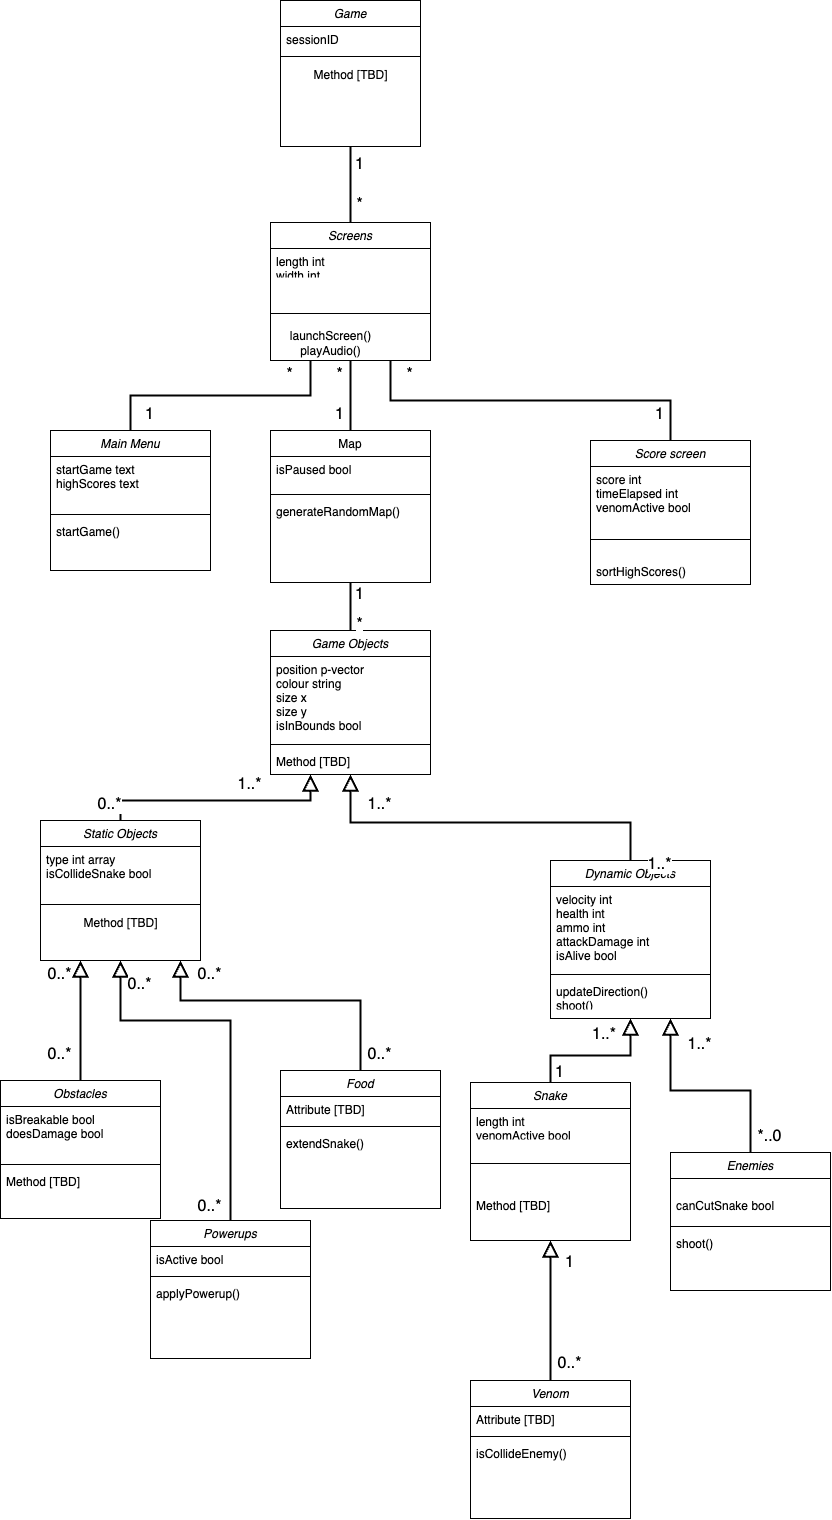 Game
sessionID
Method [TBD]
1
*
Screens
length int
width int
launchScreen()
playAudio()
* * *
1 1 1
Main Menu
startGame text
highScores text
startGame()
Map
isPaused bool
generateRandomMap()
Score screen
score int
timeElapsed int
venomActive bool
sortHighScores()
1
*
Game Objects
position p-vector
colour string
size x
size y
isInBounds bool
Method [TBD]
1..* 1..*
0..*
Static Objects
type int array
isCollideSnake bool
Method [TBD]
1..*
Dynamic Objects
velocity int
health int
ammo int
attackDamage int
isAlive bool
updateDirection()
shoot()
0..* 0..* 0..*
1..* 1..*
0..* 0..* 1
Obstacles
isBreakable bool
doesDamage bool
Method [TBD]
Food
Attribute [TBD]
extendSnake()
Snake
length int
venomActive bool
Method [TBD]
*..0
Enemies
canCutSnake bool
shoot()
0..*
Powerups
isActive bool
applyPowerup()
1
0..*
Venom
Attribute [TBD]
isCollideEnemy()